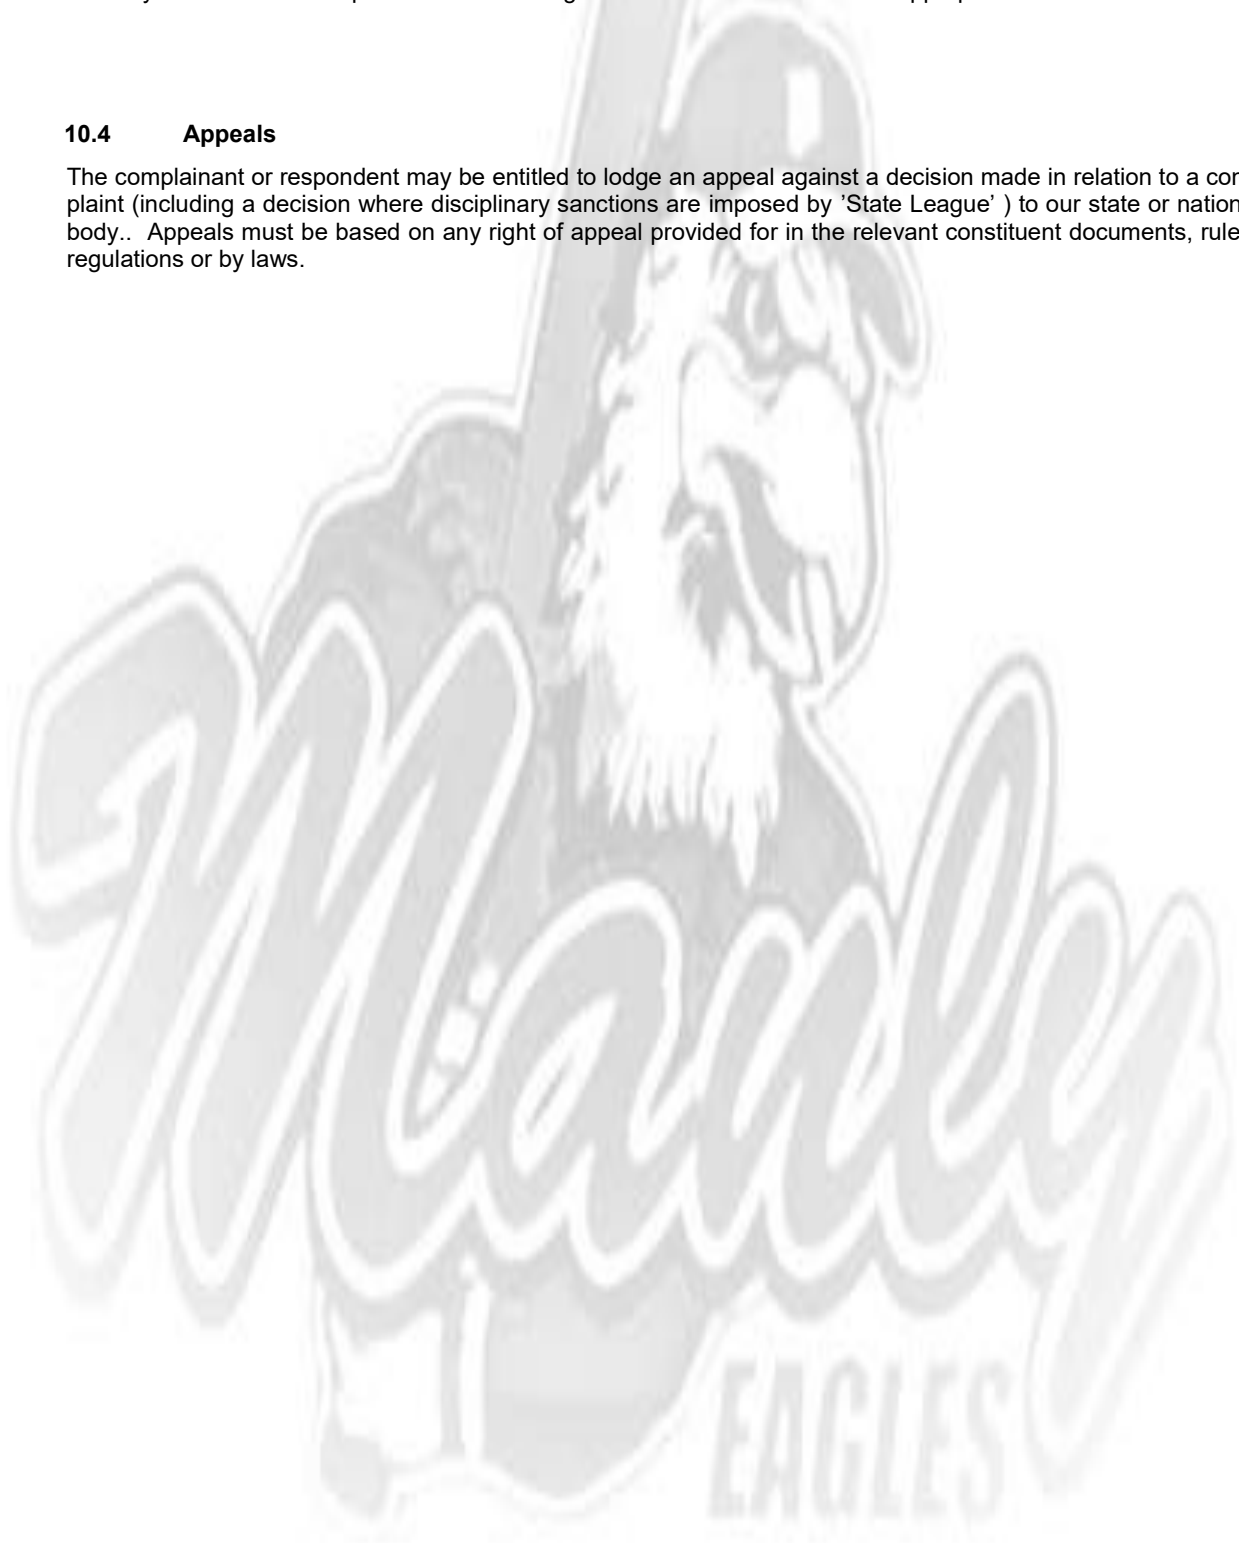 10.4 Appeals
The complainant or respondent may be entitled to lodge an appeal against a decision made in relation to a con
plaint (including a decision where disciplinary sanctions are imposed by ’State League’ ) to our state or nation
body.. Appeals must be based on any right of appeal provided for in the relevant constituent documents, rule
regulations or by laws.
Manly
EAGLES